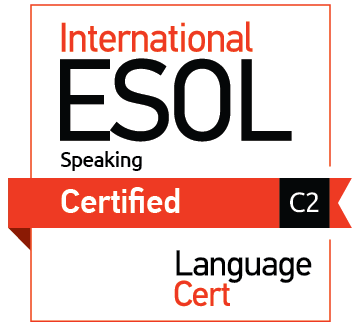 International
ESOL
Speaking
Certified C2
Language
Cert